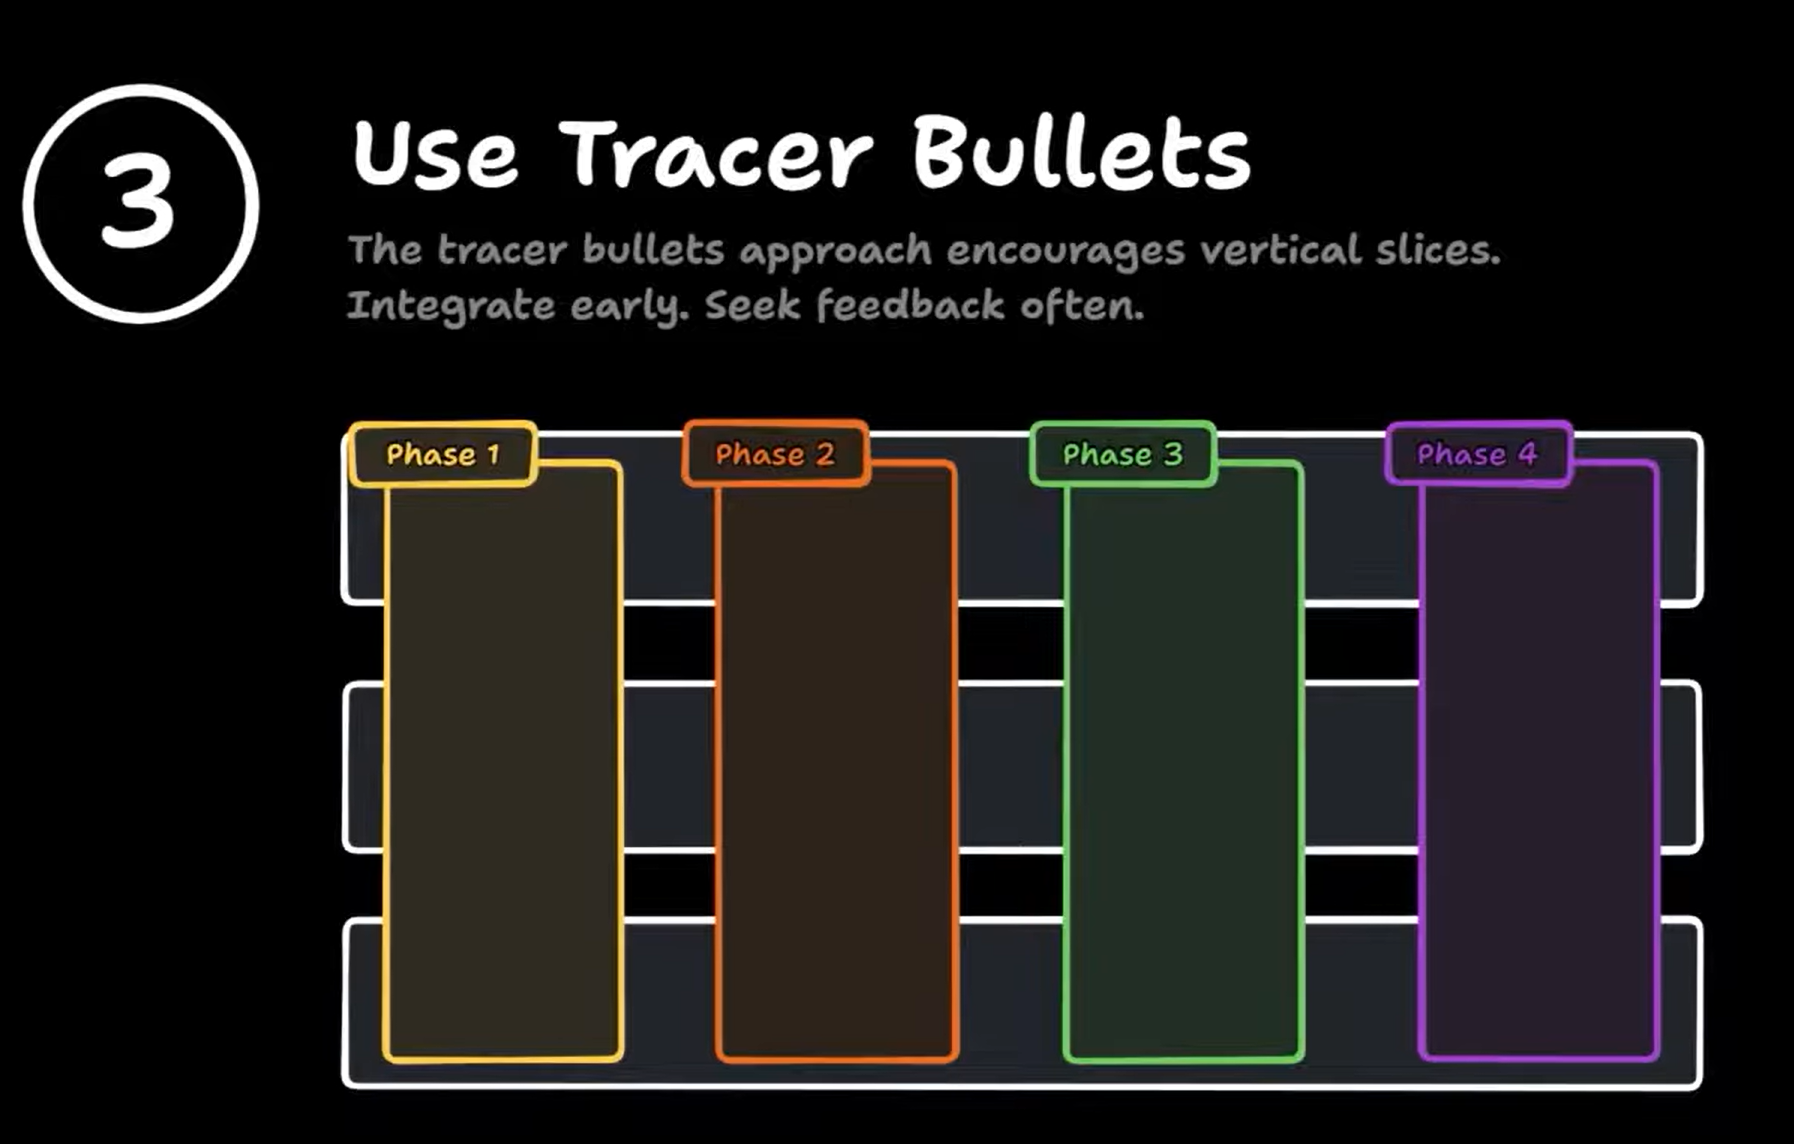 3
Use Tracer Bullets
The tracer bullets approach encourages vertical slices.
Integrate early. Seek feedback often.
Phase 1
Phase 2
Phase 3
Phase 4